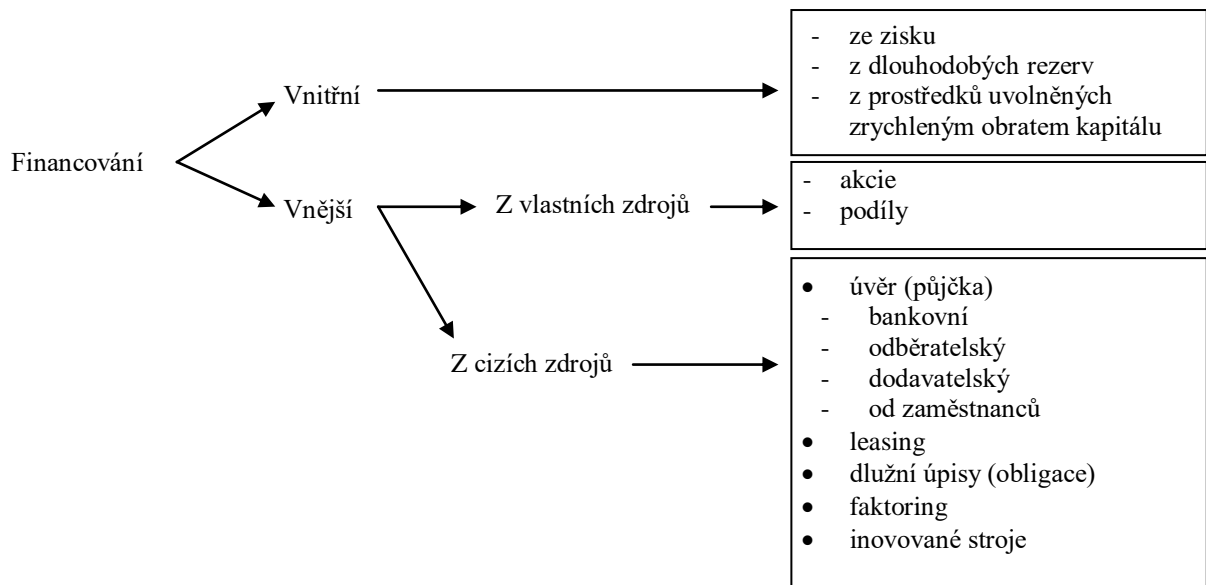 Financování
Vnitřní
- ze zisku
- z dlouhodobých rezerv
- z prostředků uvolněných
zrychleným obratem kapitálu
Vnější
Z vlastních zdrojů
- akcie
- podíly
Z cizích zdrojů
• úvěr (půjčka)
- bankovní
- odběratelský
- dodavatelský
- od zaměstnanců
• leasing
• dlužní úpisy (obligace)
• faktoring
• inovované stroje